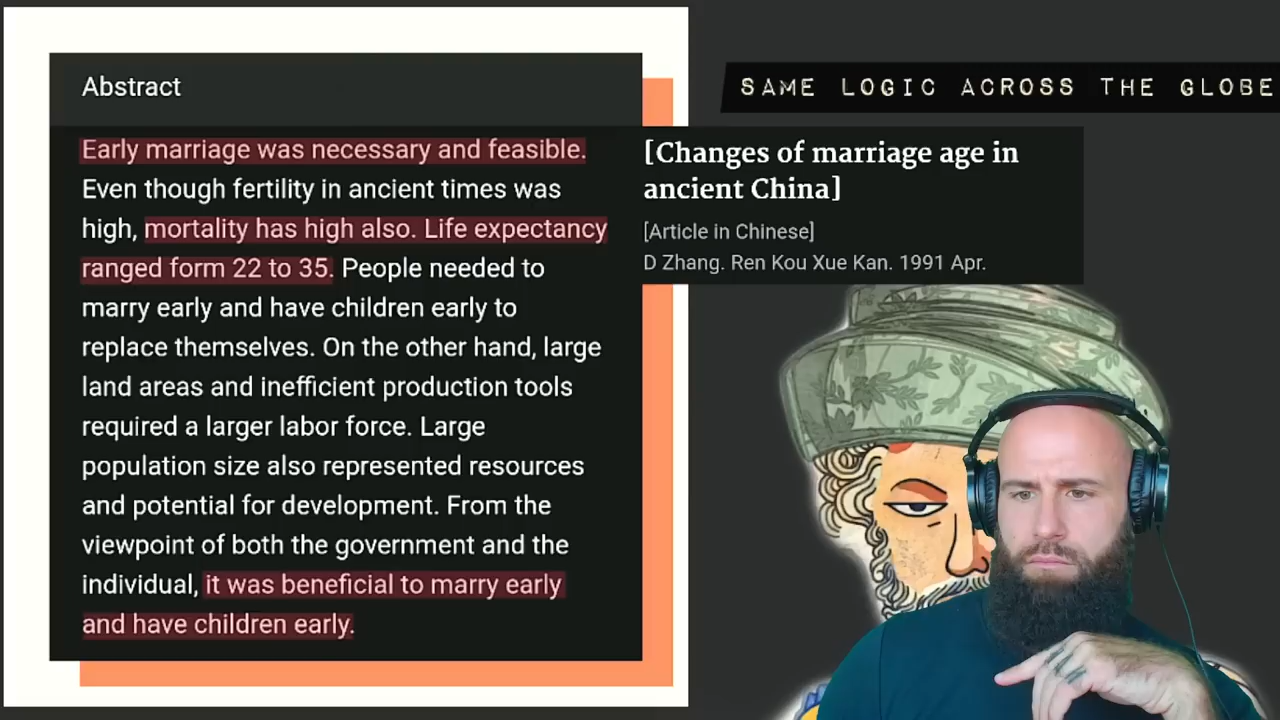 Abstract
Early marriage was necessary and feasible.
Even though fertility in ancient times was
high, mortality has high also. Life expectancy
ranged form 22 to 35. People needed to
marry early and have children early to
replace themselves. On the other hand, large
land areas and inefficient production tools
required a larger labor force. Large
population size also represented resources
and potential for development. From the
viewpoint of both the government and the
individual, it was beneficial to marry early
and have children early.
SAME LOGIC ACROSS THE GLOBE
[Changes of marriage age in
ancient China]
[Article in Chinese]
D Zhang. Ren Kou Xue Kan. 1991 Apr.